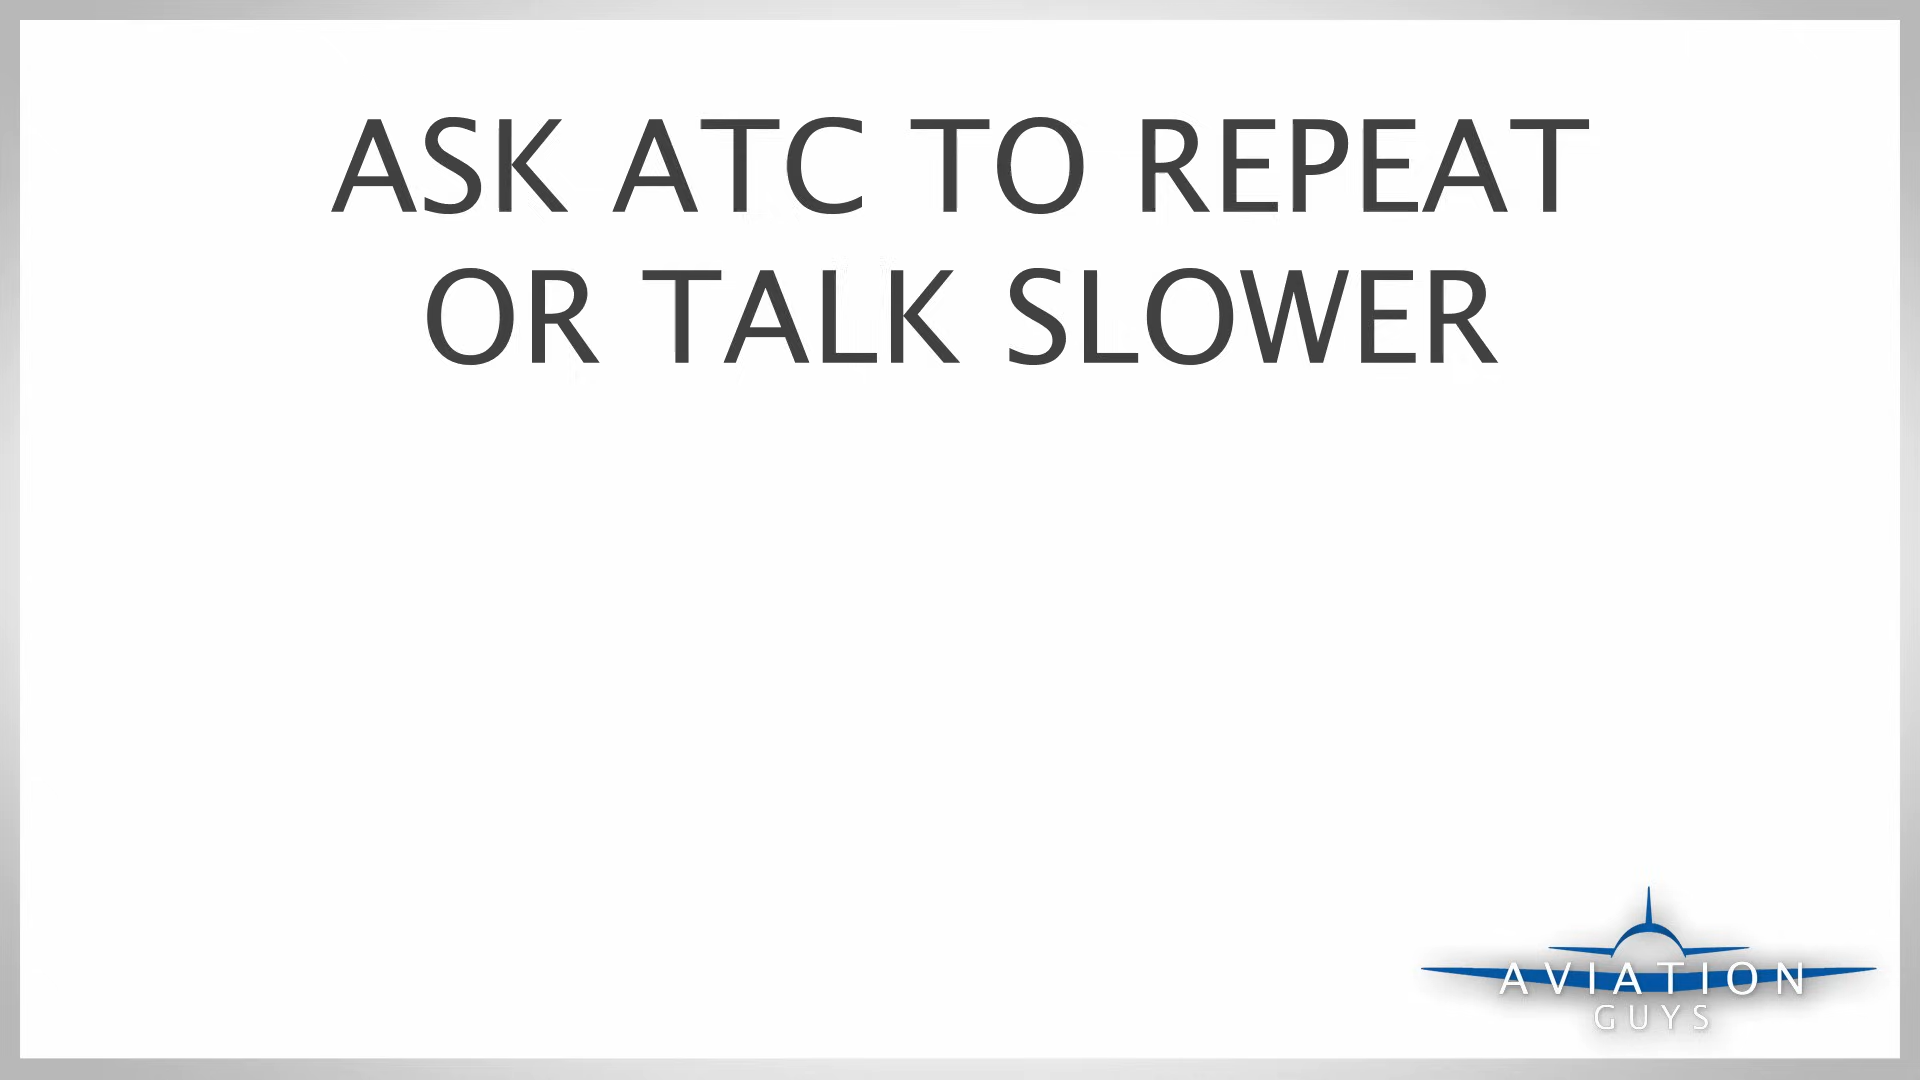 ASK ATC TO REPEAT
OR TALK SLOWER
AVIATION
GUYS